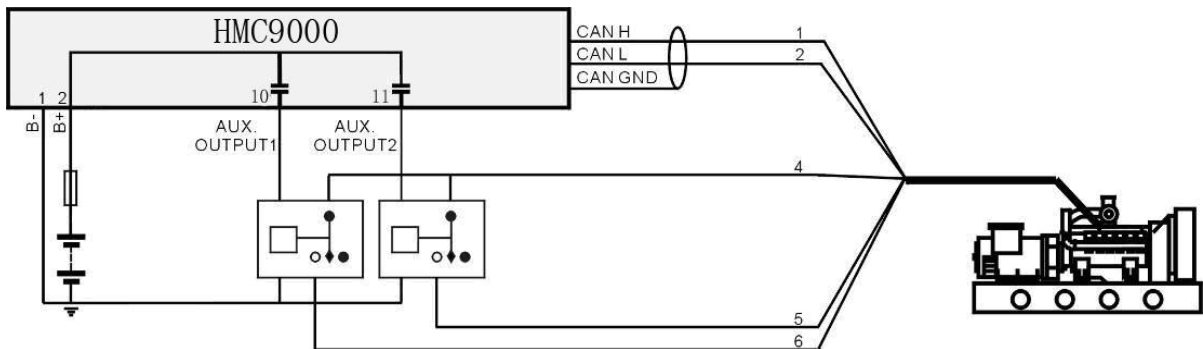 HMC9000
CAN H
1
CAN L
2
CAN GND
1 2
10
11
B-
B+
AUX.
OUTPUT1
AUX.
OUTPUT2
4
5
6